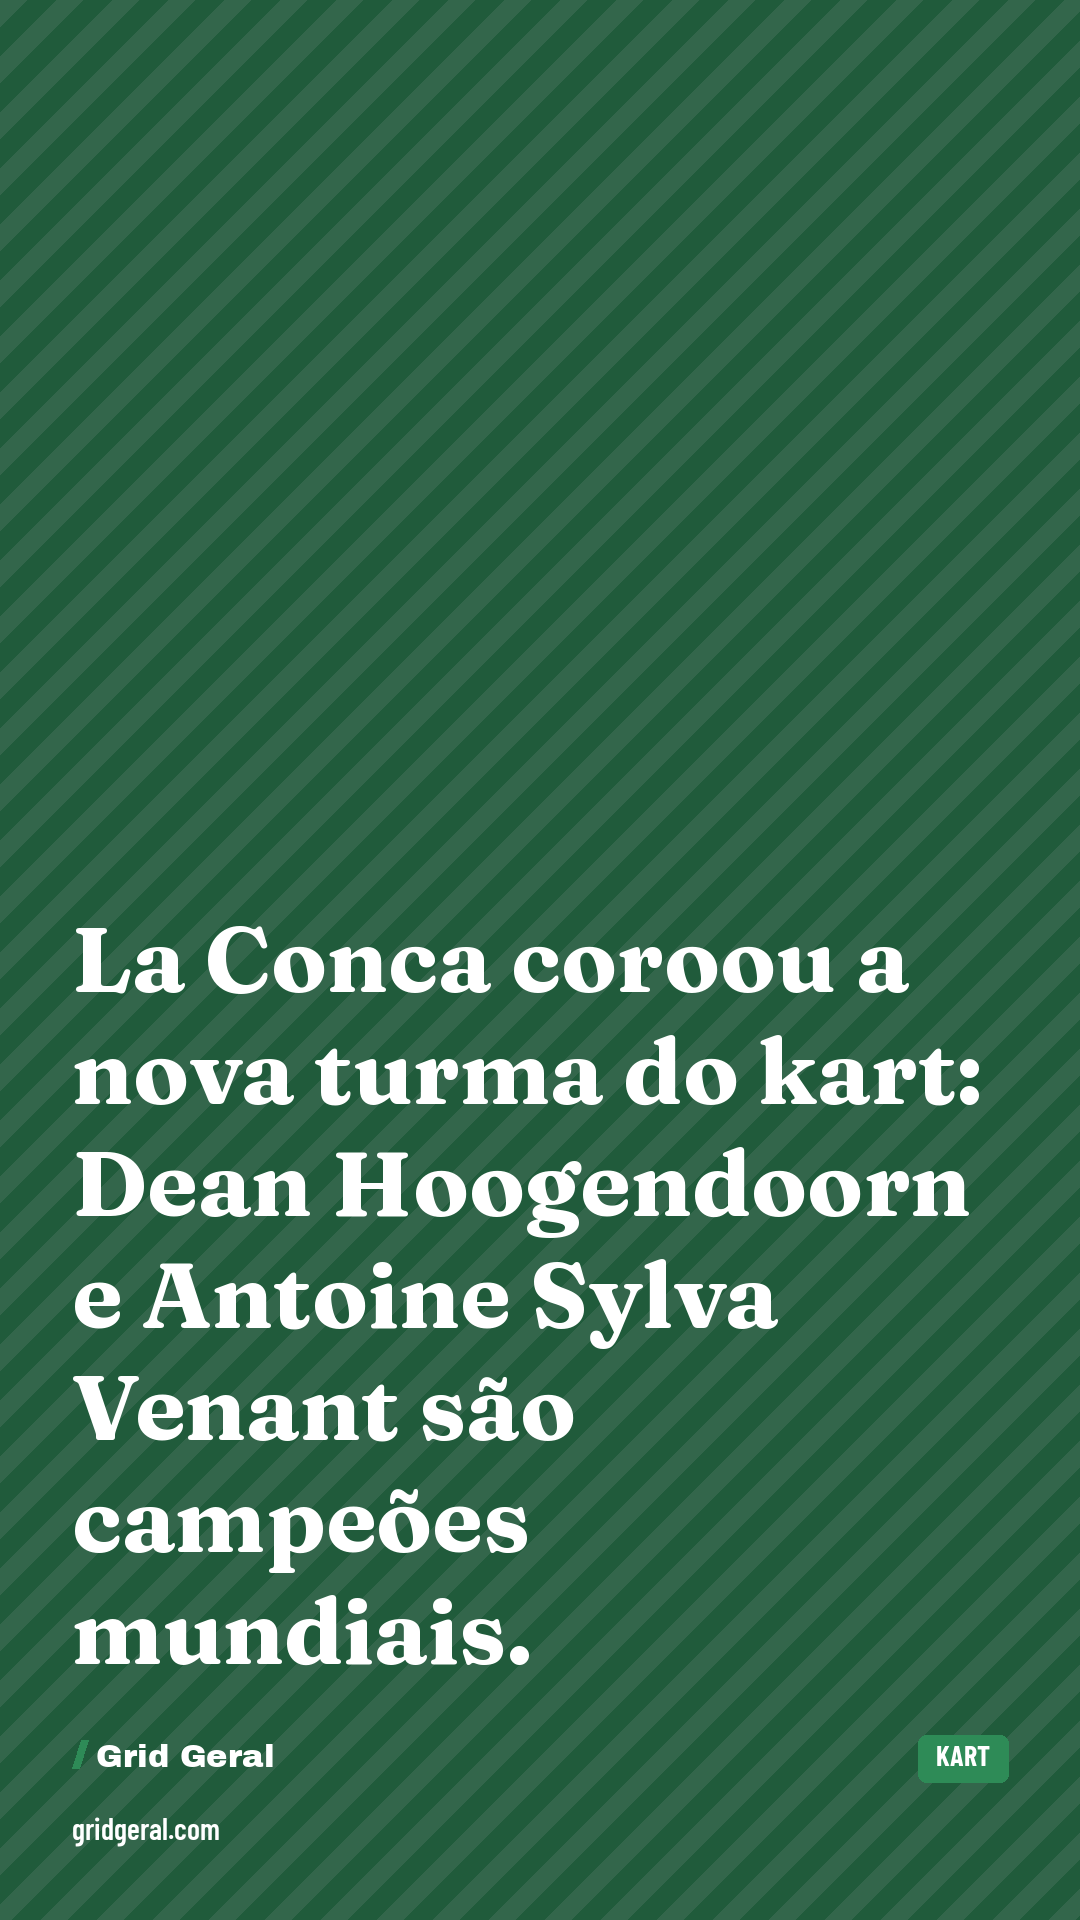 La Conca coroou a
nova turma do kart:
Dean Hoogendoorn
e Antoine Sylva
Venant são
campeões
mundiais.
/ Grid Geral
KART
gridgeral.com